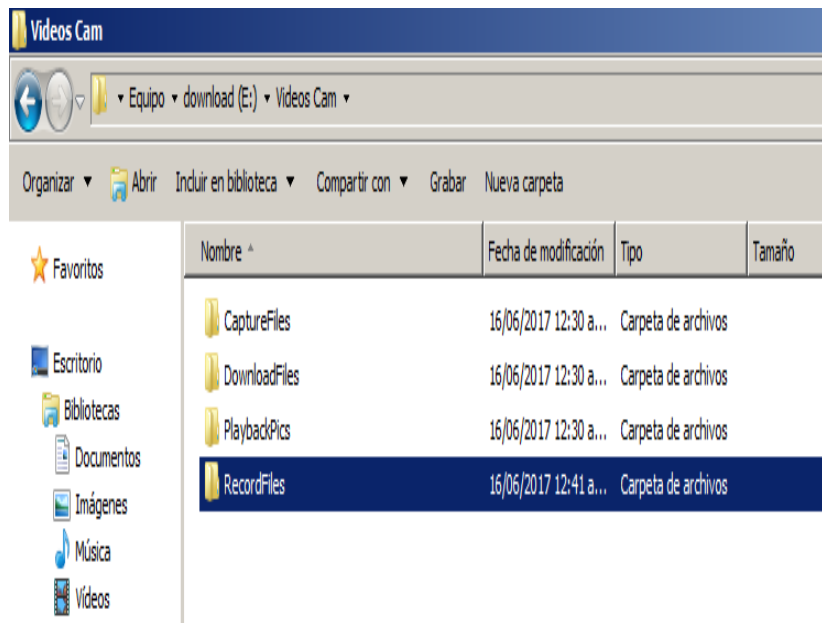 Videos Cam
Equipo download (E:) Videos Cam
Organizar Abrir Incluir en biblioteca Compartir con Grabar Nueva carpeta
Nombre Fecha de modificación Tipo Tamaño
Favoritos
Escritorio
Bibliotecas
Documentos
Imágenes
Música
Vídeos
CaptureFiles 16/06/2017 12:30 a... Carpeta de archivos
DownloadFiles 16/06/2017 12:30 a... Carpeta de archivos
PlaybackPics 16/06/2017 12:30 a... Carpeta de archivos
RecordFiles 16/06/2017 12:41 a... Carpeta de archivos